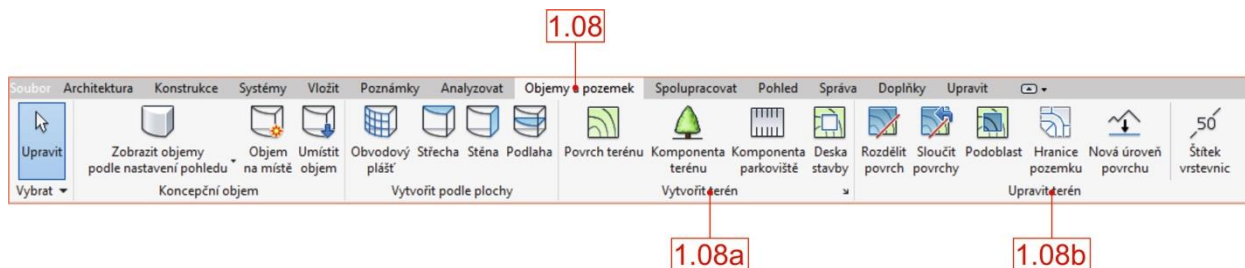 1.08
Soubor Architektura Konstrukce Systémy Vložit Poznámky Analyzovat Objemy a pozemek Spolupracovat Pohled Správa Doplňky Upravit
50
Upravit Zobrazit objemy Objem Umístit Obvodový Střecha Stěna Podlaha Povrch terénu Komponenta Komponenta Deska Rozdělit Sloučit Podoblast Hranice Nová úroveň Štítek
podle nastavení pohledu na místě objem plášť terénu parkoviště stavby povrch povrchy pozemku povrchu vrstevnic
Vybrat Koncepční objem Vytvořit podle plochy Vytvořit terén Upravit terén
1.08a 1.08b